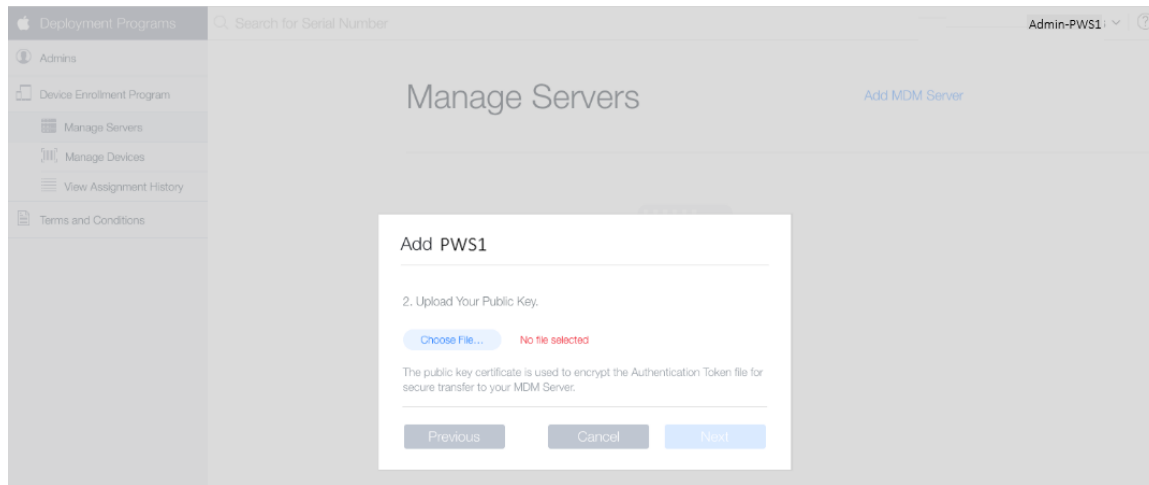 Deployment Programs
Search for Serial Number
Admin-PWS1
Admins
Device Enrollment Program
Manage Servers
Manage Devices
View Assignment History
Terms and Conditions
Manage Servers
Add MDM Server
Add PWS1
2. Upload Your Public Key.
Choose File... No file selected
The public key certificate is used to encrypt the Authentication Token file for
secure transfer to your MDM Server.
Previous Cancel Next